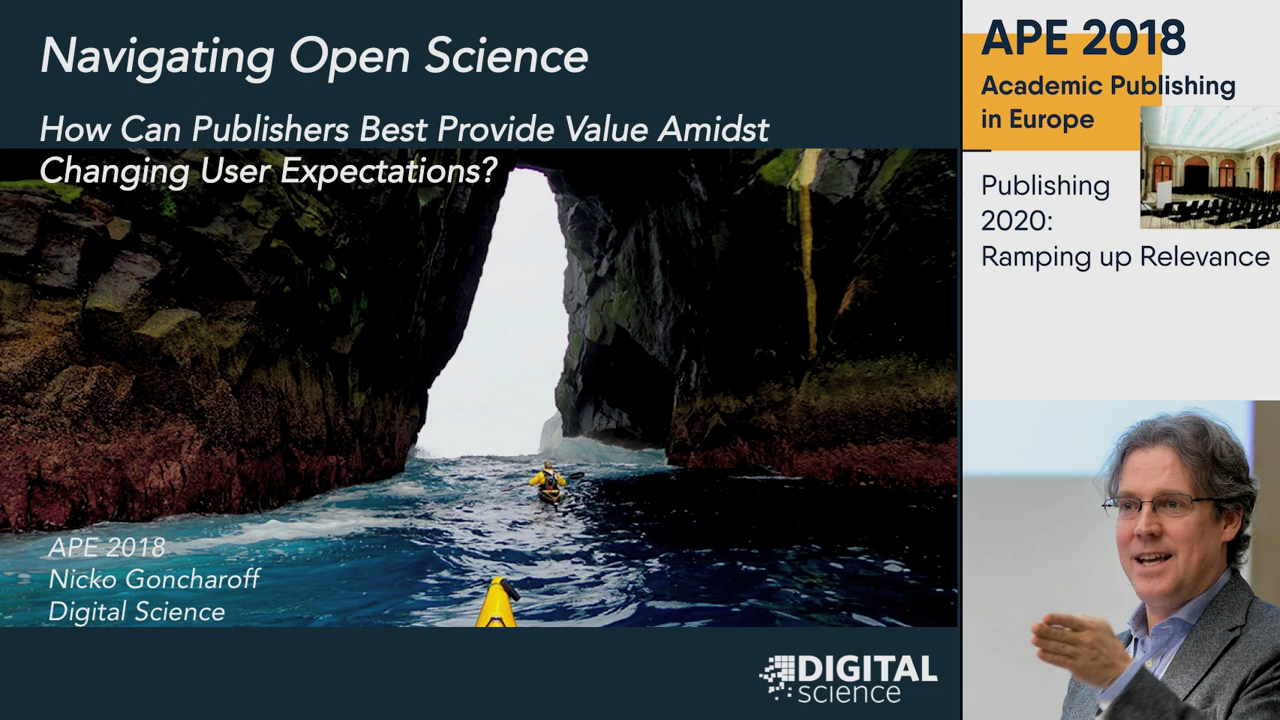 Navigating Open Science
How Can Publishers Best Provide Value Amidst
Changing User Expectations?
APE 2018
Nicko Goncharoff
Digital Science
DIGITAL
science
APE 2018
Academic Publishing
in Europe
Publishing
2020:
Ramping up Relevance